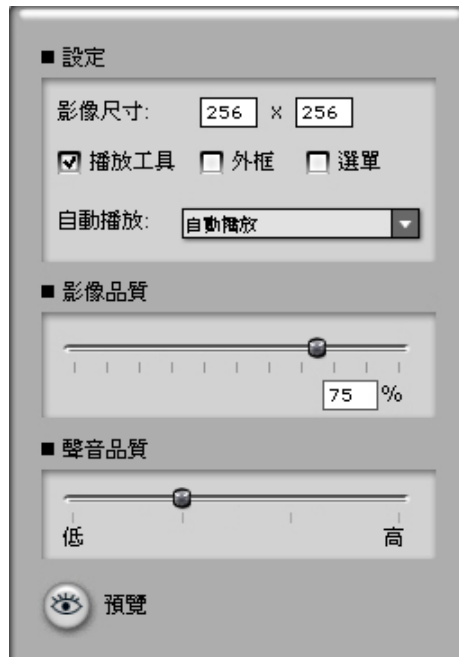 設定
影像尺寸: 256 x 256
播放工具 外框 選單
自動播放: 自動播放
影像品質
75 %
聲音品質
低 高
預覽